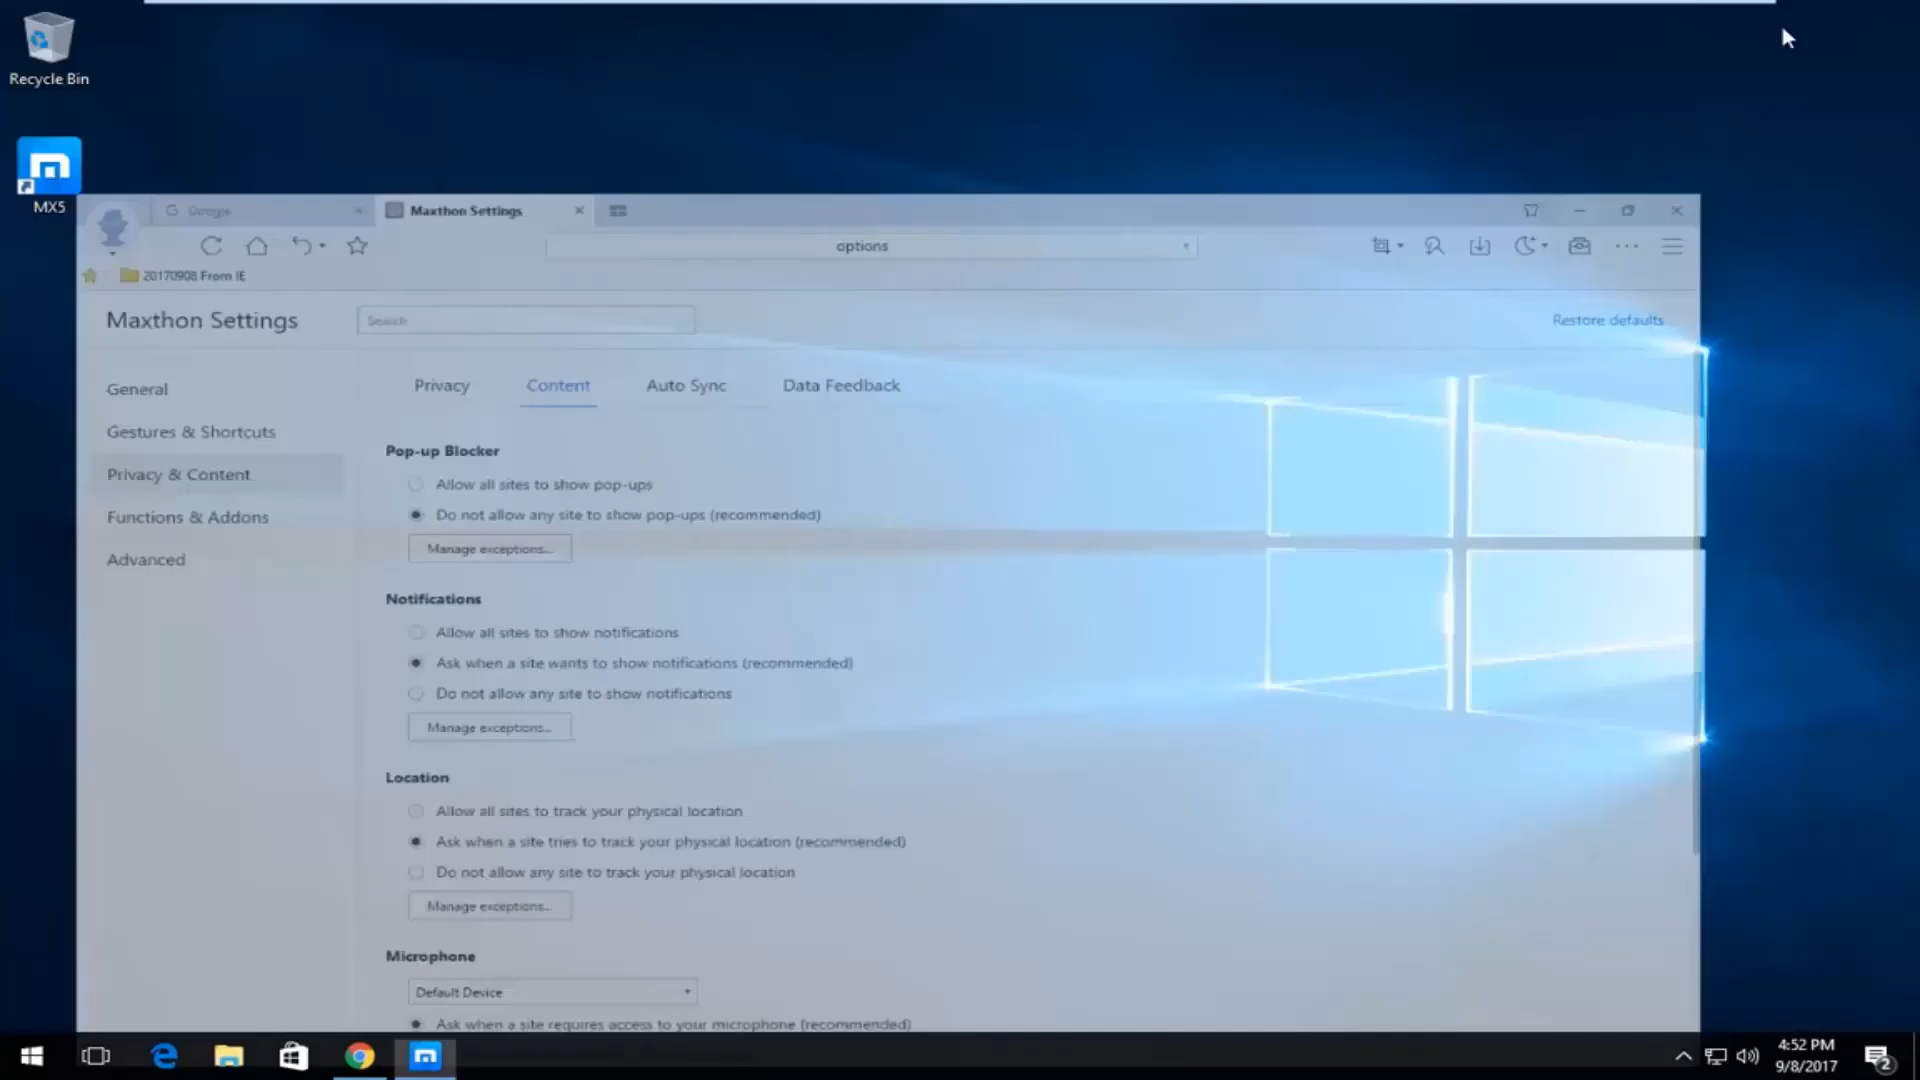 Recycle Bin
MX5
Google
Maxthon Settings
options
20170908 From IE
Maxthon Settings
Search
Restore defaults
General
Gestures & Shortcuts
Privacy & Content
Functions & Addons
Advanced
Privacy
Content
Auto Sync
Data Feedback
Pop-up Blocker
Allow all sites to show pop-ups
Do not allow any site to show pop-ups (recommended)
Manage exceptions...
Notifications
Allow all sites to show notifications
Ask when a site wants to show notifications (recommended)
Do not allow any site to show notifications
Manage exceptions...
Location
Allow all sites to track your physical location
Ask when a site tries to track your physical location (recommended)
Do not allow any site to track your physical location
Manage exceptions...
Microphone
Default Device
Ask when a site requires access to your microphone (recommended)
4:52 PM
9/8/2017
2